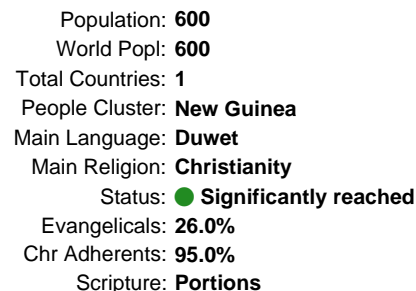 Population: 600
World Popl: 600
Total Countries: 1
People Cluster: New Guinea
Main Language: Duwet
Main Religion: Christianity
Status: Significantly reached
Evangelicals: 26.0%
Chr Adherents: 95.0%
Scripture: Portions